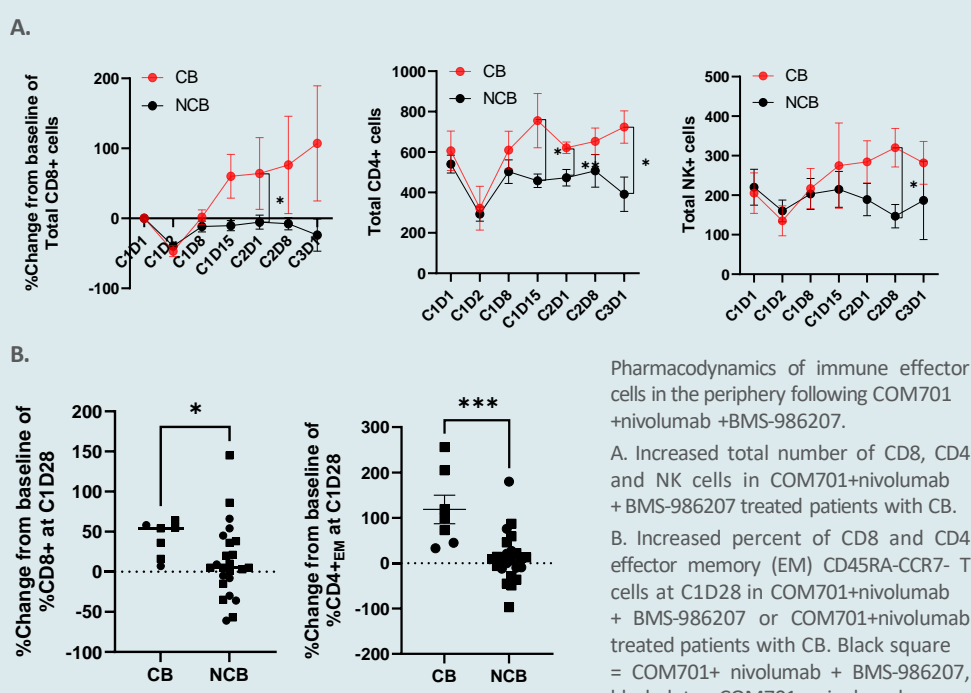 A.
%Change from baseline of
Total CD8+ cells
200
100
0
-100
CB
NCB
*
C1D1
C1D2
C1D8
C1D15
C2D1
C2D8
C3D1
Total CD4+ cells
1000
800
600
400
200
0
CB
NCB
*
**
*
C1D1
C1D2
C1D8
C1D15
C2D1
C2D8
C3D1
Total NK+ cells
500
400
300
200
100
0
CB
NCB
*
C1D1
C1D2
C1D8
C1D15
C2D1
C2D8
C3D1
B.
%Change from baseline of
%CD8+ at C1D28
200
150
100
50
0
-50
-100
*
CB
NCB
%Change from baseline of
%CD4+EM at C1D28
300
200
100
0
-100
-200
***
CB
NCB
Pharmacodynamics of immune effector
cells in the periphery following COM701
+nivolumab +BMS-986207.
A. Increased total number of CD8, CD4
and NK cells in COM701+nivolumab
+ BMS-986207 treated patients with CB.
B. Increased percent of CD8 and CD4
effector memory (EM) CD45RA-CCR7- T
cells at C1D28 in COM701+nivolumab
+ BMS-986207 or COM701+nivolumab
treated patients with CB. Black square
= COM701+ nivolumab + BMS-986207,